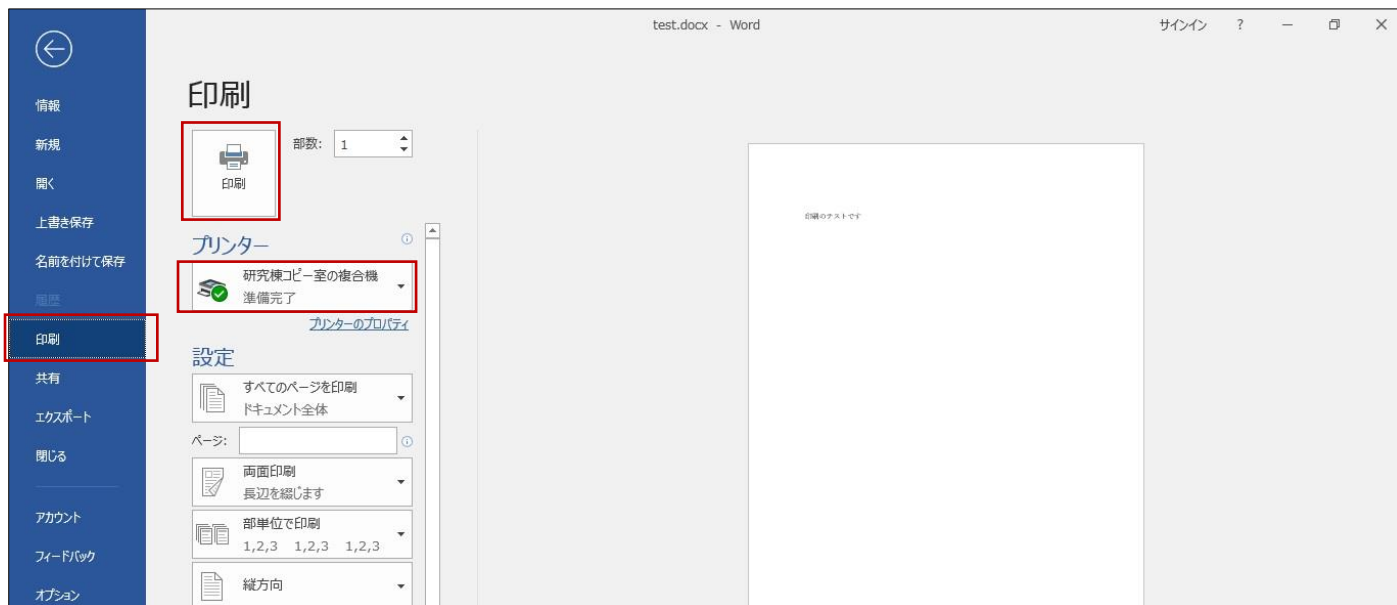 test.docx - Word
サインイン ?
情報
新規
開く
上書き保存
名前を付けて保存
履歴
印刷
共有
エクスポート
閉じる
アカウント
フィードバック
オプション
印刷
印刷
部数: 1
プリンター
研究棟コピー室の複合機
準備完了
プリンターのプロパティ
設定
すべてのページを印刷
ドキュメント全体
ページ:
両面印刷
長辺を綴じます
部単位で印刷
1,2,3 1,2,3 1,2,3
縦方向
印刷のテストです